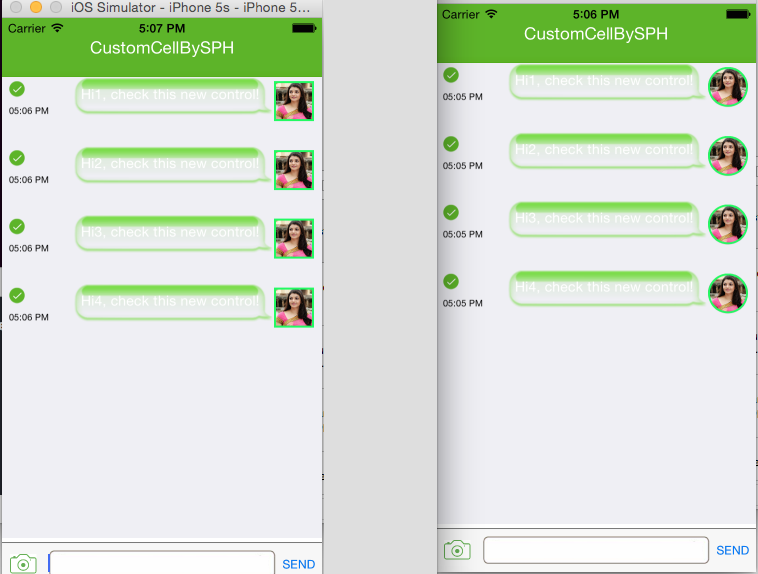 iOS Simulator - iPhone 5s - iPhone 5...
Carrier 5:07 PM
CustomCellBySPH
Hi1, check this new control!
05:06 PM
Hi2, check this new control!
05:06 PM
Hi3, check this new control!
05:06 PM
Hi4, check this new control!
05:06 PM
SEND
Carrier 5:06 PM
CustomCellBySPH
Hi1, check this new control!
05:05 PM
Hi2, check this new control!
05:05 PM
Hi3, check this new control!
05:05 PM
Hi4, check this new control!
05:05 PM
SEND